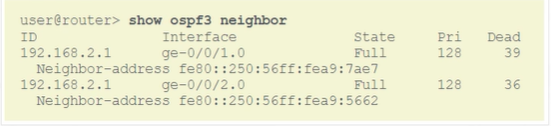 user@router> show ospf3 neighbor
ID Interface State Pri Dead
192.168.2.1 ge-0/0/1.0 Full 128 39
Neighbor-address fe80::250:56ff:fea9:7ae7
192.168.2.1 ge-0/0/2.0 Full 128 36
Neighbor-address fe80::250:56ff:fea9:5662